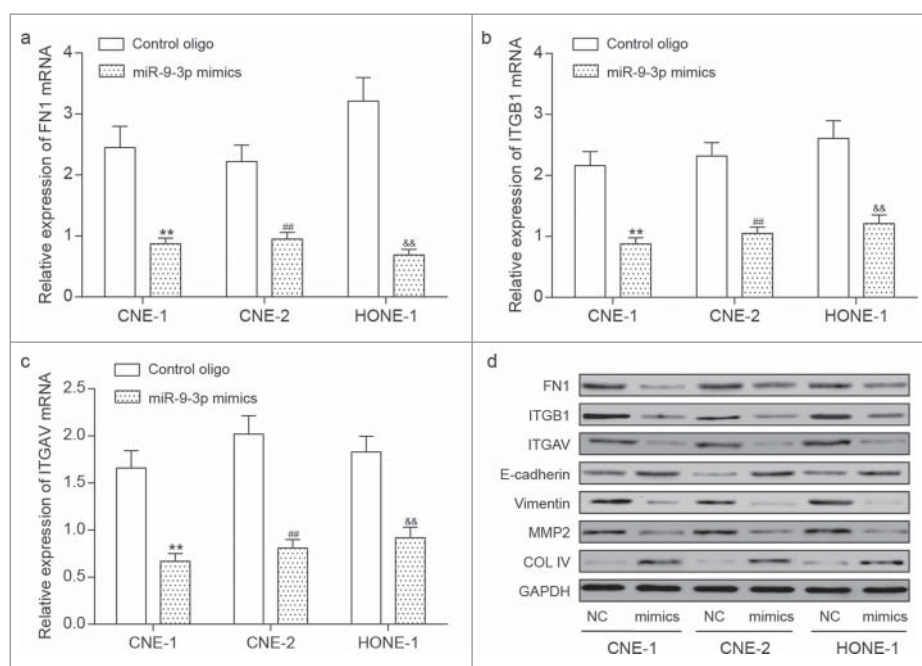 a
Control oligo
miR-9-3p mimics
Relative expression of FN1 mRNA
4
3
2
1
0
**
##
&&
CNE-1 CNE-2 HONE-1
b
Control oligo
miR-9-3p mimics
Relative expression of ITGB1 mRNA
4
3
2
1
0
**
##
&&
CNE-1 CNE-2 HONE-1
c
Control oligo
miR-9-3p mimics
Relative expression of ITGAV mRNA
2.5
2.0
1.5
1.0
0.5
0.0
**
##
&&
CNE-1 CNE-2 HONE-1
d
FN1
ITGB1
ITGAV
E-cadherin
Vimentin
MMP2
COL IV
GAPDH
NC mimics NC mimics NC mimics
CNE-1 CNE-2 HONE-1